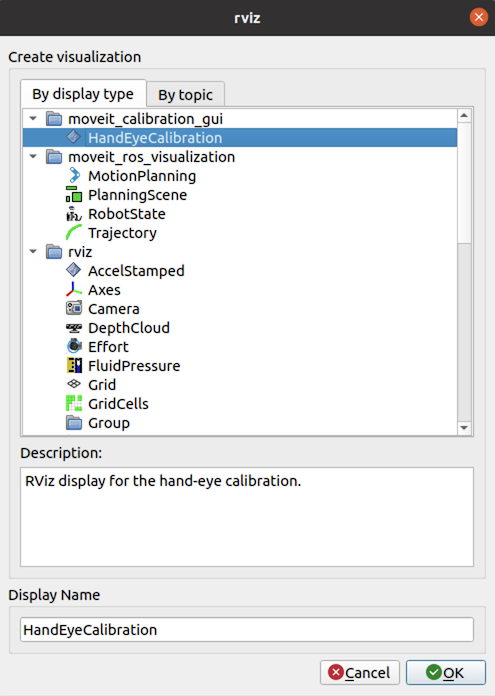 rviz
Create visualization
By display type By topic
moveit_calibration_gui
HandEyeCalibration
moveit_ros_visualization
MotionPlanning
PlanningScene
RobotState
Trajectory
rviz
AccelStamped
Axes
Camera
DepthCloud
Effort
FluidPressure
Grid
GridCells
Group
Description:
RViz display for the hand-eye calibration.
Display Name
HandEyeCalibration
Cancel OK